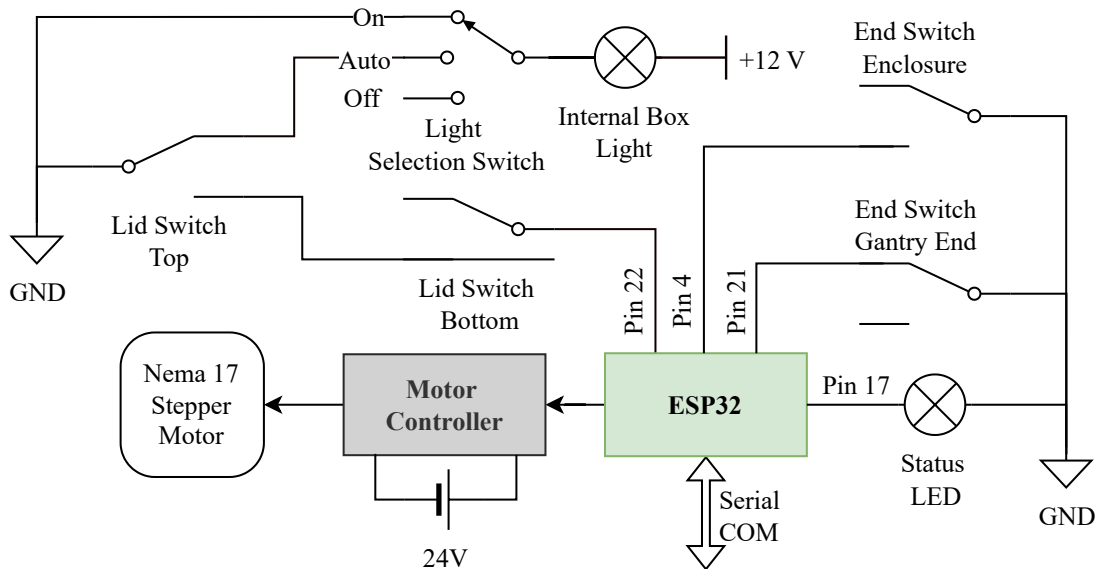 On
Auto
Off
Light
Selection Switch
Internal Box
Light
+12 V
End Switch
Enclosure
Lid Switch
Top
GND
Lid Switch
Bottom
Pin 22
Pin 4
Pin 21
End Switch
Gantry End
Nema 17
Stepper
Motor
Motor
Controller
ESP32
Pin 17
Status
LED
GND
24V
Serial
COM